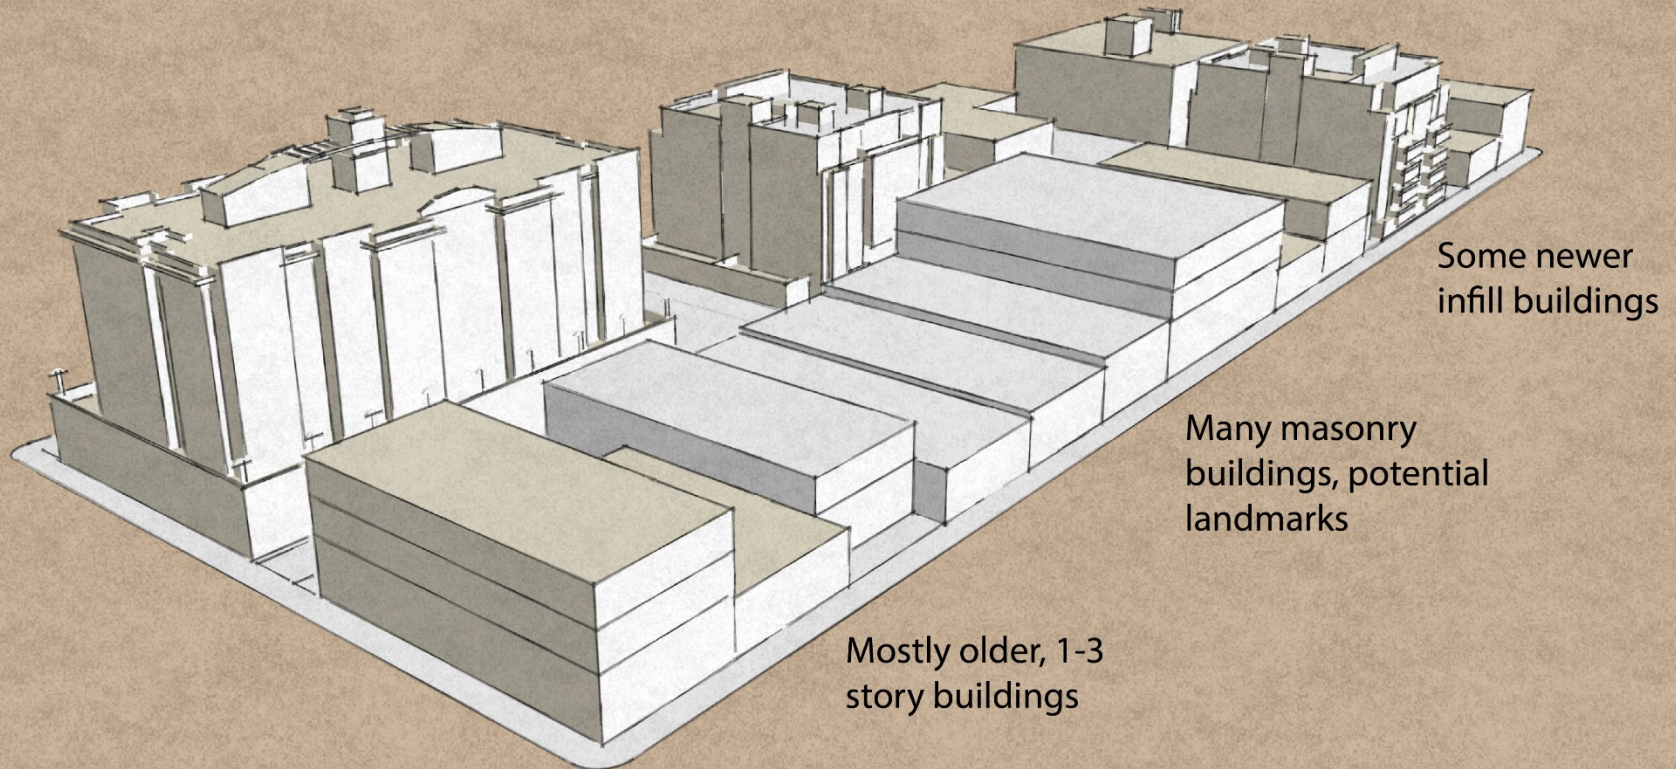 Some newer
infill buildings
Many masonry
buildings, potential
landmarks
Mostly older, 1-3
story buildings